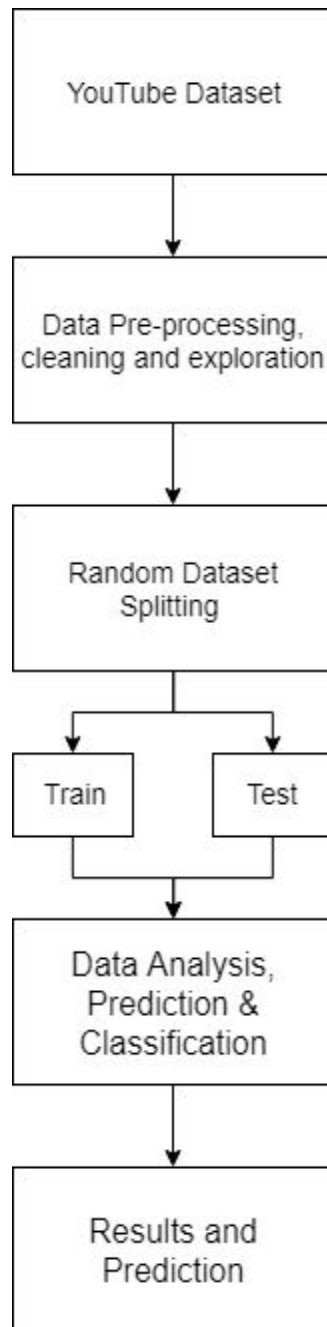 YouTube Dataset
Data Pre-processing,
cleaning and exploration
Random Dataset
Splitting
Train
Test
Data Analysis,
Prediction &
Classification
Results and
Prediction